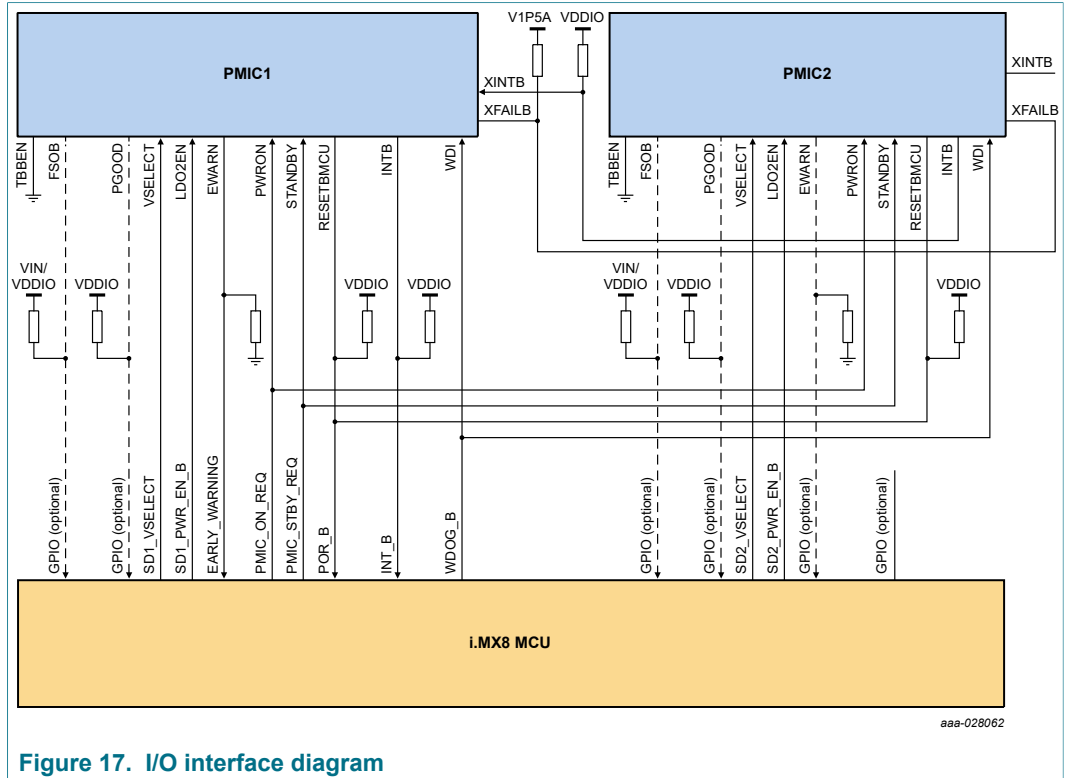 V1P5A
VDDIO
PMIC1
PMIC2
XINTB
XFAILB
XINTB
XFAILB
TBBEN
FSOB
PGOOD
VSELECT
LDO2EN
EWARN
PWRON
STANDBY
RESETBMCU
INTB
WDI
TBBEN
FSOB
PGOOD
VSELECT
LDO2EN
EWARN
PWRON
STANDBY
RESETBMCU
INTB
WDI
VIN/
VDDIO
VDDIO
VDDIO
VDDIO
VIN/
VDDIO
VDDIO
VDDIO
GPIO (optional)
GPIO (optional)
SD1_VSELECT
SD1_PWR_EN_B
EARLY_WARNING
PMIC_ON_REQ
PMIC_STBY_REQ
POR_B
INT_B
WDOG_B
GPIO (optional)
GPIO (optional)
SD2_VSELECT
SD2_PWR_EN_B
GPIO (optional)
GPIO (optional)
i.MX8 MCU
aaa-028062
Figure 17. I/O interface diagram